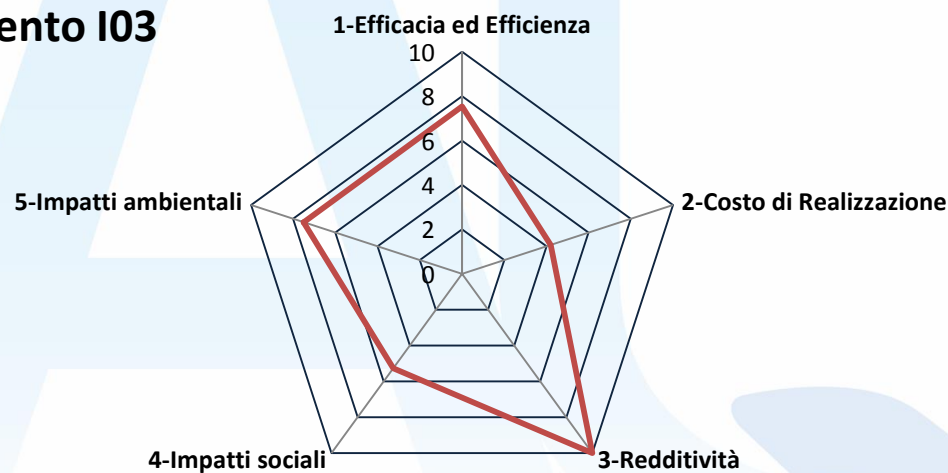 ento I03
1-Efficacia ed Efficienza
10
8
6
4
2
0
5-Impatti ambientali
2-Costo di Realizzazione
4-Impatti sociali
3-Redditività